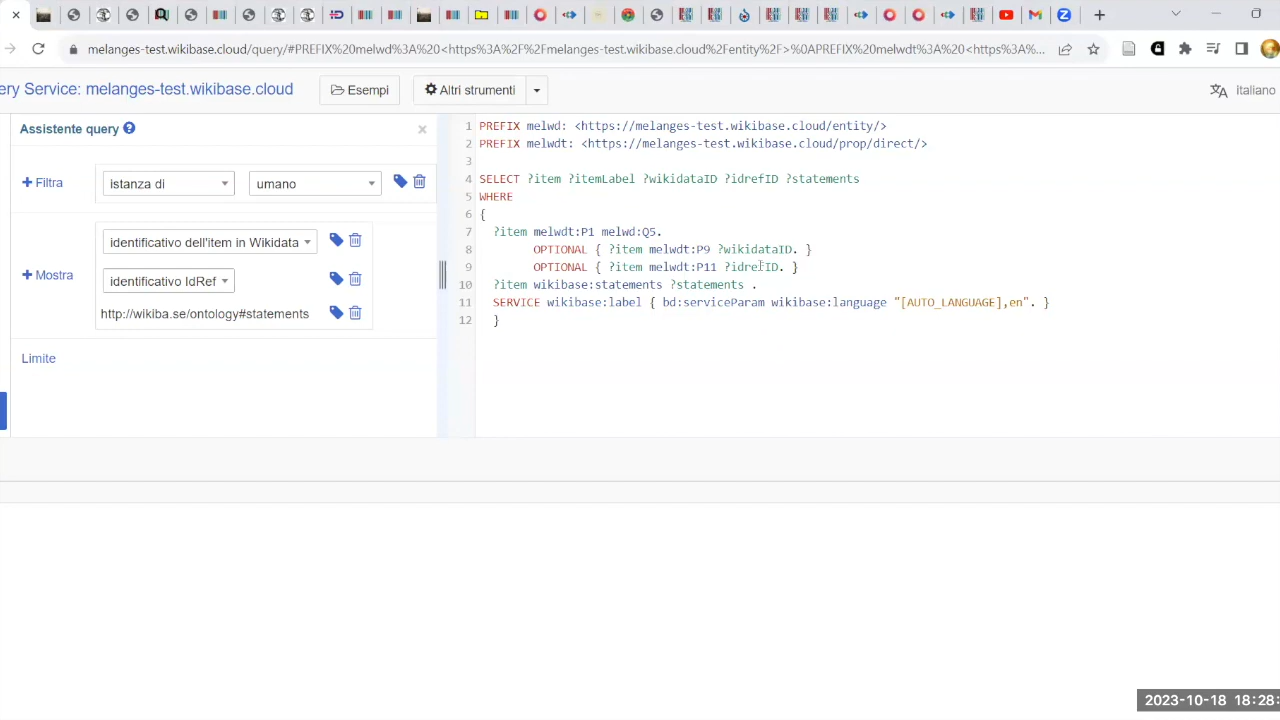 melanges-test.wikibase.cloud/query/#PREFIX%20melwd%3A%20<https%3A%2F%2Fmelanges-test.wikibase.cloud%2Fentity%2F>%0APREFIX%20melwdt%3A%20<https%3A%...
ery Service: melanges-test.wikibase.cloud
Esempi
Altri strumenti
italiano
Assistente query
Filtra
istanza di
umano
Mostra
identificativo dell'item in Wikidata
identificativo IdRef
http://wikiba.se/ontology#statements
Limite
1 PREFIX melwd: <https://melanges-test.wikibase.cloud/entity/>
2 PREFIX melwdt: <https://melanges-test.wikibase.cloud/prop/direct/>
3
4 SELECT ?item ?itemLabel ?wikidataID ?idrefID ?statements
5 WHERE
6 {
7 ?item melwdt:P1 melwd:Q5.
8 OPTIONAL { ?item melwdt:P9 ?wikidataID. }
9 OPTIONAL { ?item melwdt:P11 ?idrefID. }
10 ?item wikibase:statements ?statements .
11 SERVICE wikibase:label { bd:serviceParam wikibase:language "[AUTO_LANGUAGE],en". }
12 }
2023-10-18 18:28: